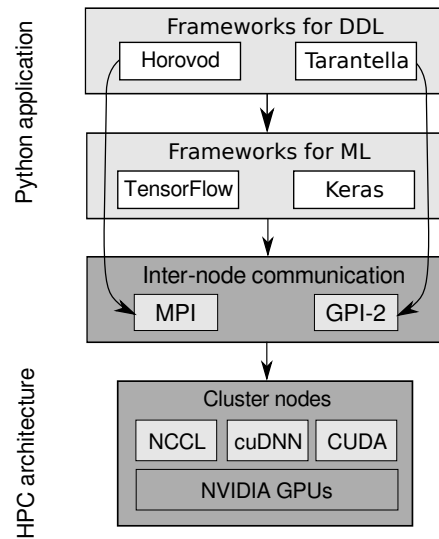 Python application
Frameworks for DDL
Horovod
Tarantella
Frameworks for ML
TensorFlow
Keras
HPC architecture
Inter-node communication
MPI
GPI-2
Cluster nodes
NCCL
cuDNN
CUDA
NVIDIA GPUs